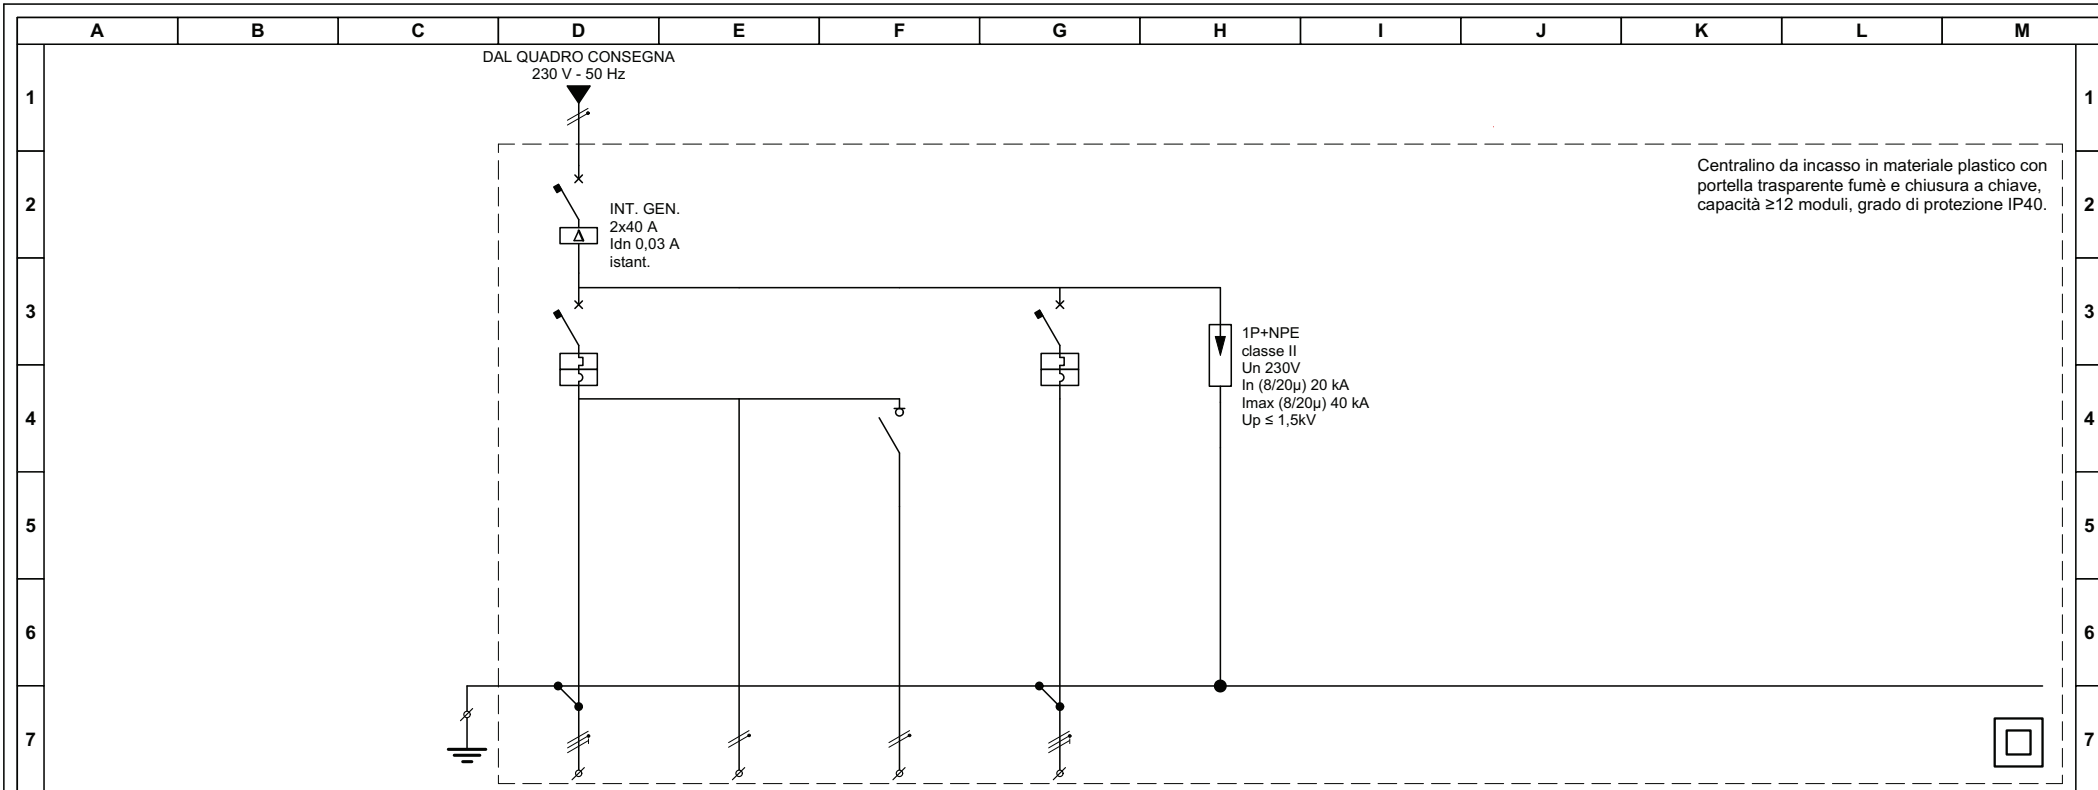 A B C D E F G H I J K L M
DAL QUADRO CONSEGNA
230 V - 50 Hz
1 1
Centralino da incasso in materiale plastico con
portella trasparente fumè e chiusura a chiave,
capacità ≥12 moduli, grado di protezione IP40.
2 2
INT. GEN.
2x40 A
Idn 0,03 A
istant.
3 3
1P+NPE
classe II
Un 230V
In (8/20μ) 20 kA
Imax (8/20μ) 40 kA
Up ≤ 1,5kV
4 4
5 5
6 6
7 7